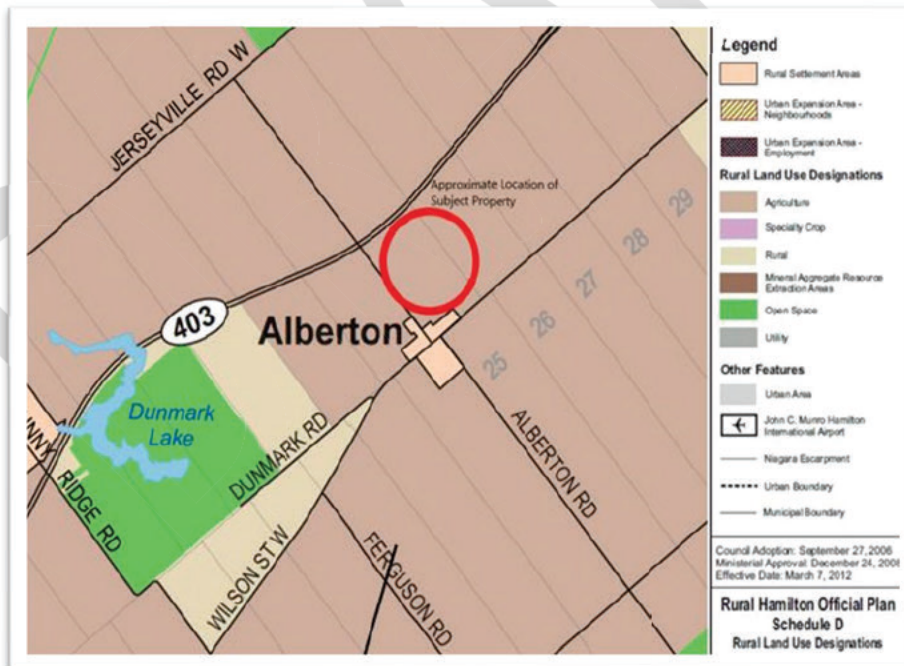 JERSEYVILLE RD W
Approximate Location of
Subject Property
403
Alberton
25
26
27
28
29
Dunmark
Lake
DUNMARK RD
RIDGE RD
WILSON ST W
FERGUSON RD
ALBERTON RD
Legend
Rural Settlement Areas
Urban Expansion Area -
Neighbourhoods
Urban Expansion Area -
Employment
Rural Land Use Designations
Agriculture
Specialty Crop
Rural
Mineral Aggregate Resource
Extraction Areas
Open Space
Utility
Other Features
Urban Area
John C. Munro Hamilton
International Airport
Niagara Escarpment
Urban Boundary
Municipal Boundary
Council Adoption: September 27, 2006
Ministerial Approval: December 24, 2008
Effective Date: March 7, 2012
Rural Hamilton Official Plan
Schedule D
Rural Land Use Designations